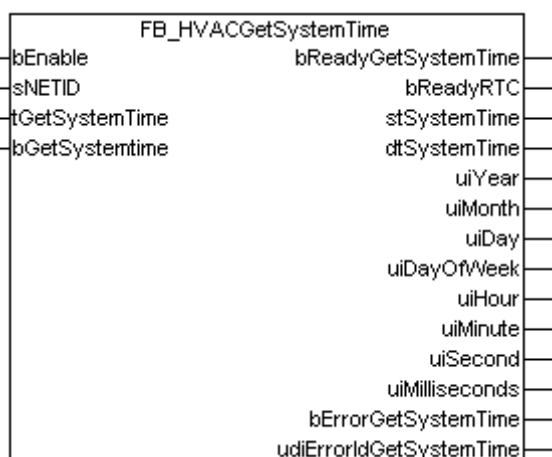 FB_HVACGetSystemTime
bEnable bReadyGetSystemTime
sNETID bReadyRTC
tGetSystemTime stSystemTime
bGetSystemtime dtSystemTime
uiYear
uiMonth
uiDay
uiDayOfWeek
uiHour
uiMinute
uiSecond
uiMilliseconds
bErrorGetSystemTime
udiErrorIdGetSystemTime